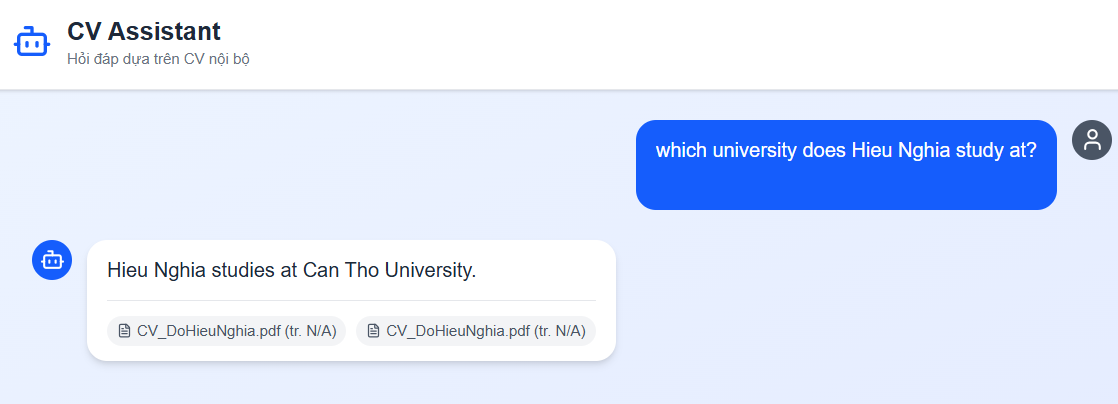 CV Assistant
Hỏi đáp dựa trên CV nội bộ
which university does Hieu Nghia study at?
Hieu Nghia studies at Can Tho University.
CV_DoHieuNghia.pdf (tr. N/A) CV_DoHieuNghia.pdf (tr. N/A)